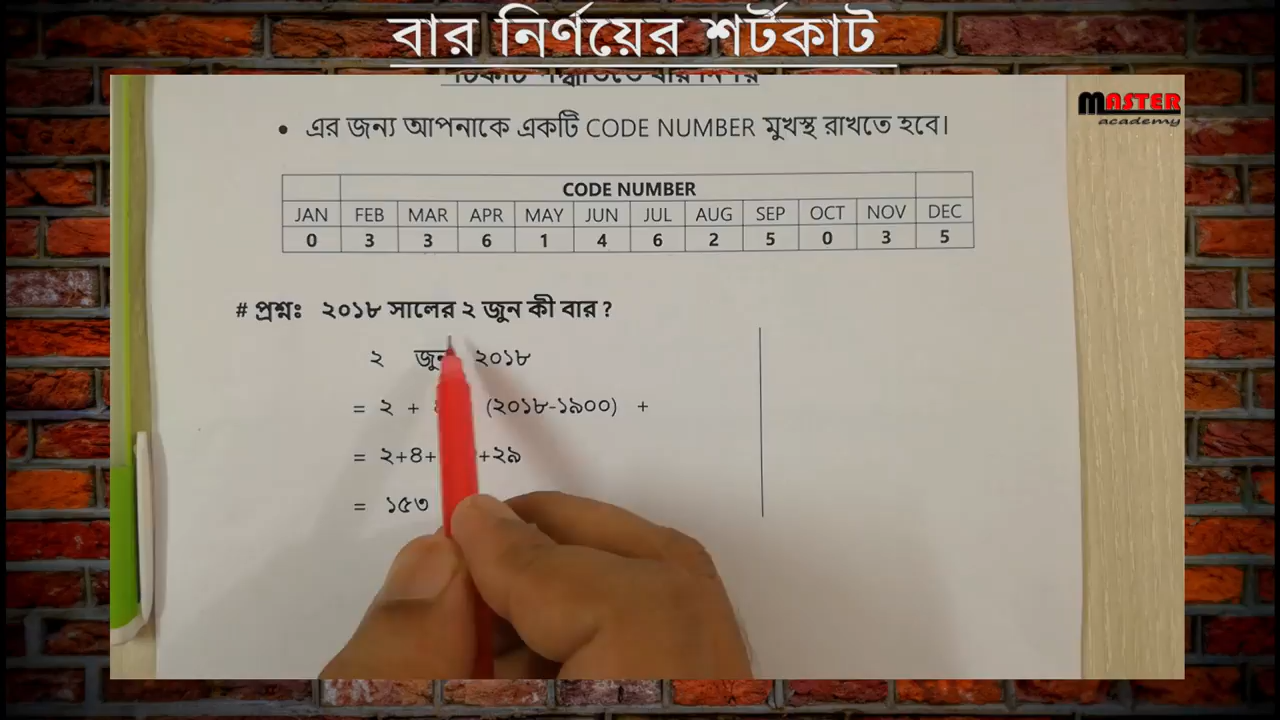 বার নির্ণয়ের শর্টকাট
MASTER
academy
• এর জন্য আপনাকে একটি CODE NUMBER মুখস্থ রাখতে হবে।
CODE NUMBER
JAN FEB MAR APR MAY JUN JUL AUG SEP OCT NOV DEC
0 3 3 6 1 4 6 2 5 0 3 5
# প্রশ্নঃ ২০১৮ সালের ২ জুন কী বার ?
২ জুন ২০১৮
= ২ + (২০১৮-১৯০০) +
= ২+৪+ +২৯
= ১৫৩